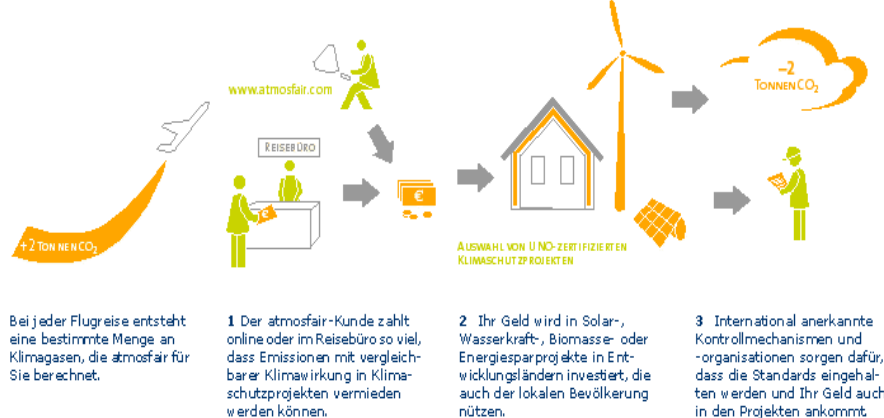 www.atmosfair.com
REISEBÜRO
€
€
+2 TONNEN CO₂
AUSWAHL VON UNO-ZERTIFIZIERTEN
KLIMASCHUTZPROJEKTEN
–2
TONNEN CO₂
Bei jeder Flugreise entsteht
eine bestimmte Menge an
Klimagasen, die atmosfair für
Sie berechnet.
1 Der atmosfair-Kunde zahlt
online oder im Reisebüro so viel,
dass Emissionen mit vergleich-
barer Klimawirkung in Klima-
schutzprojekten vermieden
werden können.
2 Ihr Geld wird in Solar-,
Wasserkraft-, Biomasse- oder
Energiesparprojekte in Ent-
wicklungsländern investiert, die
auch der lokalen Bevölkerung
nützen.
3 International anerkannte
Kontrollmechanismen und
-organisationen sorgen dafür,
dass die Standards eingehal-
ten werden und Ihr Geld auch
in den Projekten ankommt